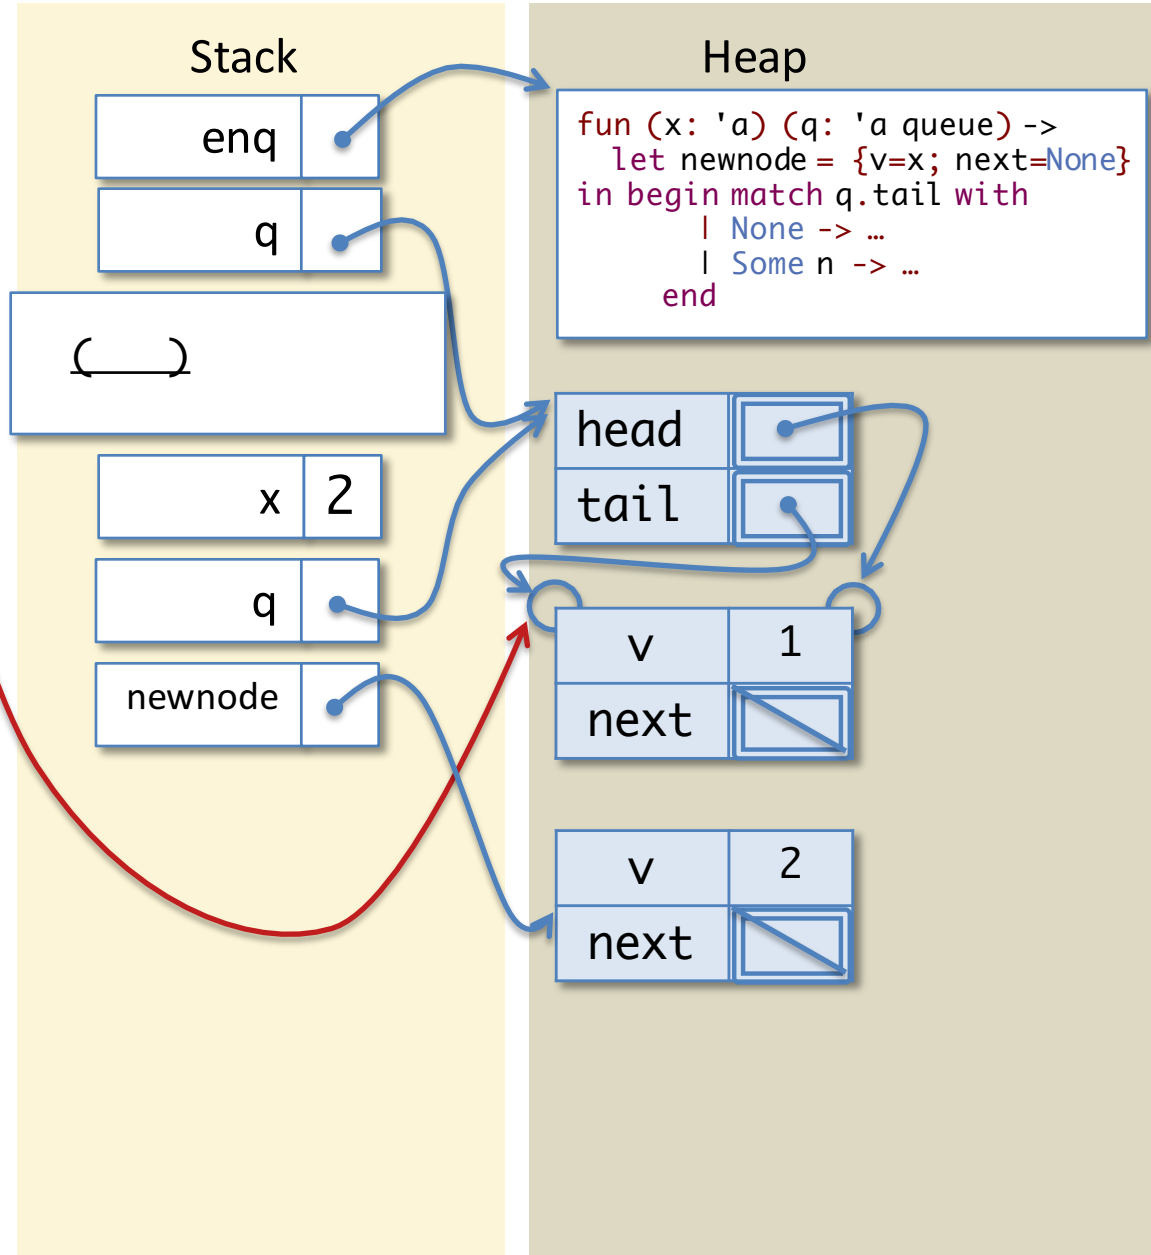 Stack
enq
q
(____)
x 2
q
newnode
Heap
fun (x: 'a) (q: 'a queue) ->
let newnode = {v=x; next=None}
in begin match q.tail with
| None -> …
| Some n -> …
end
head
tail
v 1
next
v 2
next